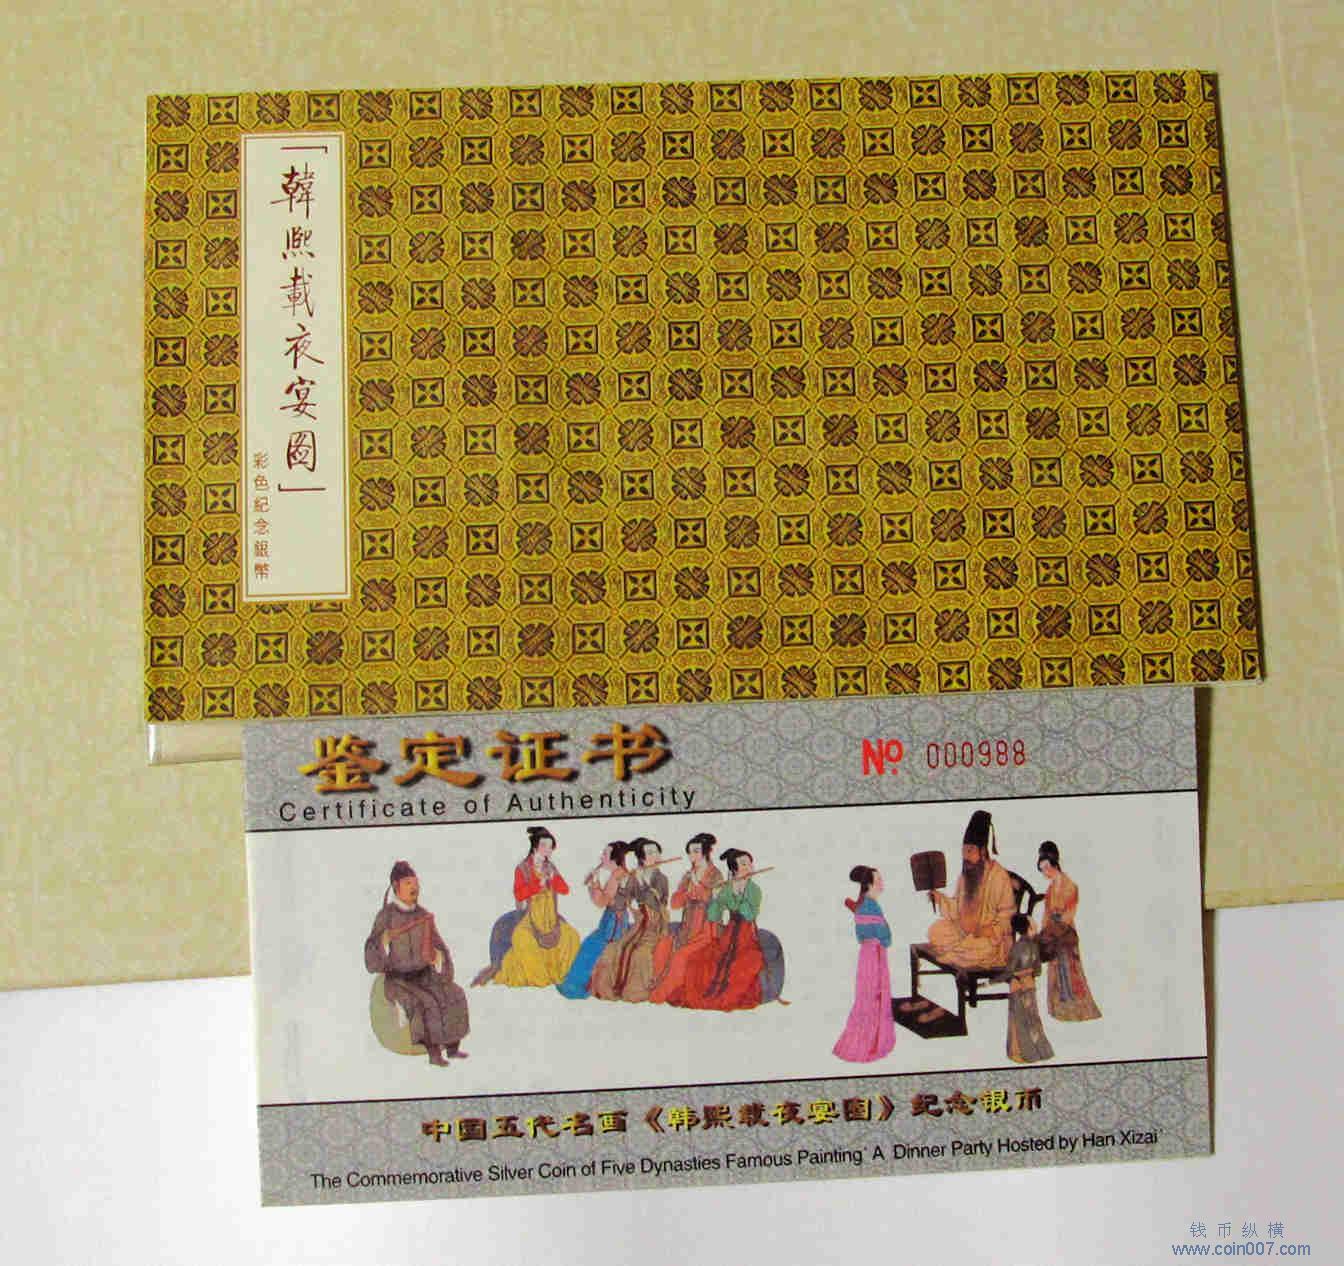 「韓熙載夜宴圖」
彩色紀念銀幣
鉴定证书
Certificate of Authenticity
No. 000988
中国五代名画《韩熙载夜宴图》纪念银币
The Commemorative Silver Coin of Five Dynasties Famous Painting' A Dinner Party Hosted by Han Xizai'
钱币纵横
www.coin007.com